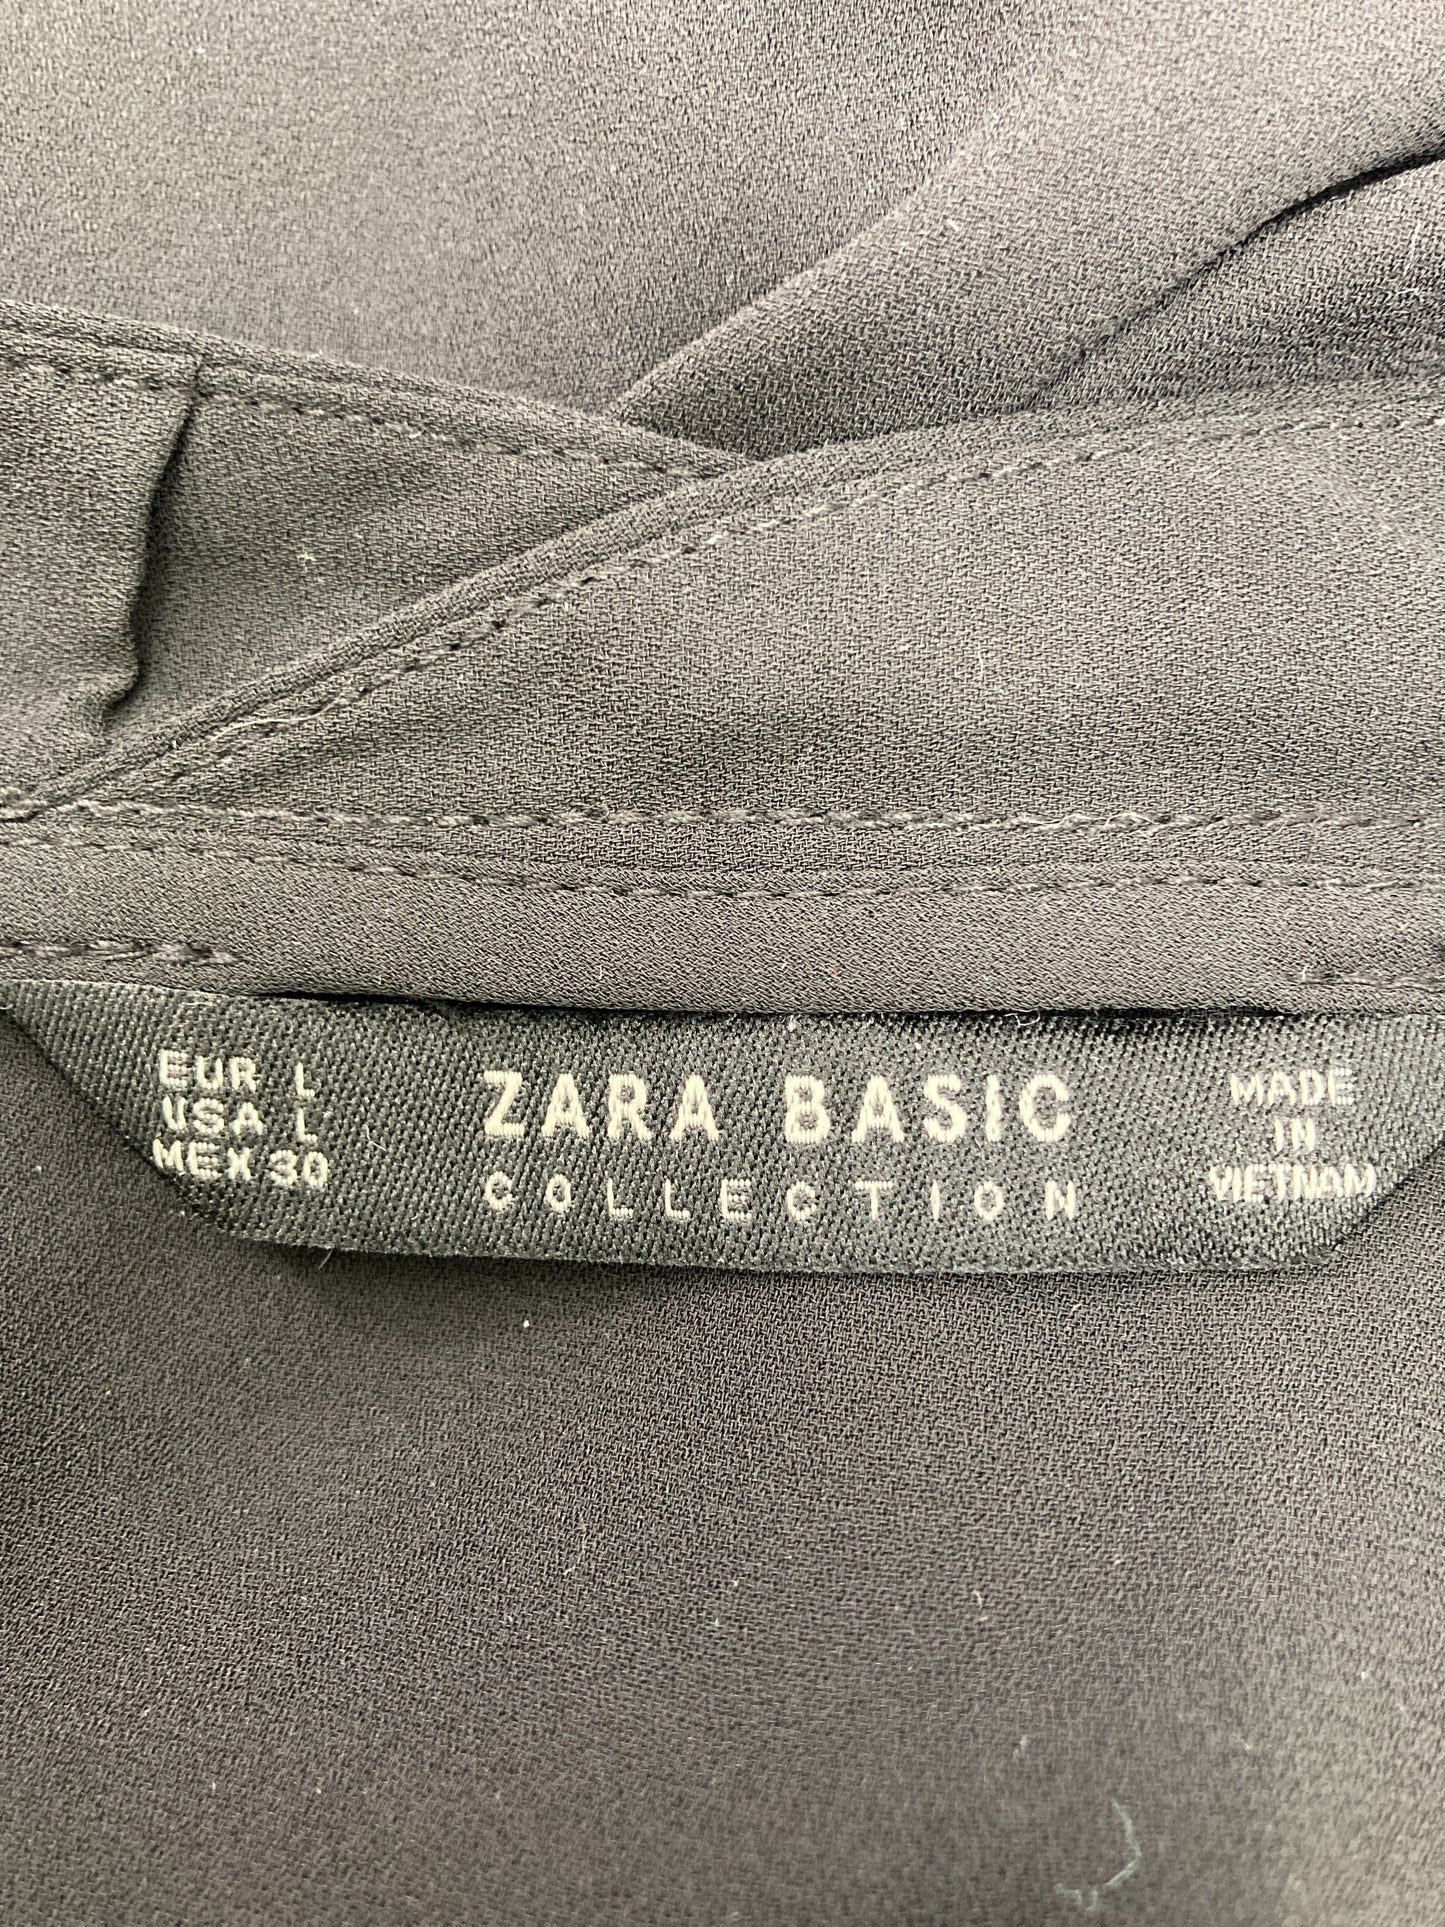 EUR L
USA L
MEX 30
ZARA BASIC
COLLECTION
MADE
IN
VIETNAM